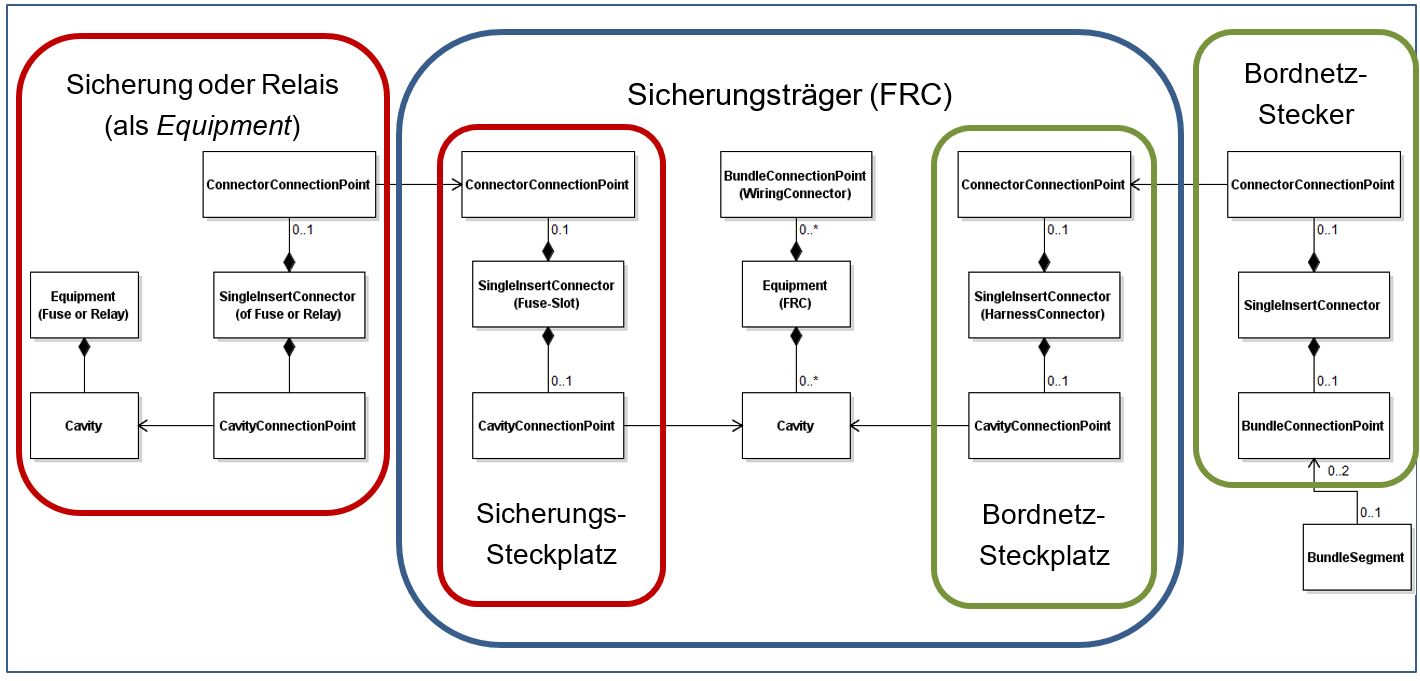 Sicherung oder Relais
(als Equipment)
ConnectorConnectionPoint
0..1
Equipment
(Fuse or Relay)
SingleInsertConnector
(of Fuse or Relay)
Cavity
CavityConnectionPoint
Sicherungsträger (FRC)
ConnectorConnectionPoint
0.1
SingleInsertConnector
(Fuse-Slot)
0..1
CavityConnectionPoint
Sicherungs-
Steckplatz
BundleConnectionPoint
(WiringConnector)
0..*
Equipment
(FRC)
0..*
Cavity
ConnectorConnectionPoint
0..1
SingleInsertConnector
(HarnessConnector)
0..1
CavityConnectionPoint
Bordnetz-
Steckplatz
Bordnetz-
Stecker
ConnectorConnectionPoint
0..1
SingleInsertConnector
0..1
BundleConnectionPoint
0..2
0..1
BundleSegment